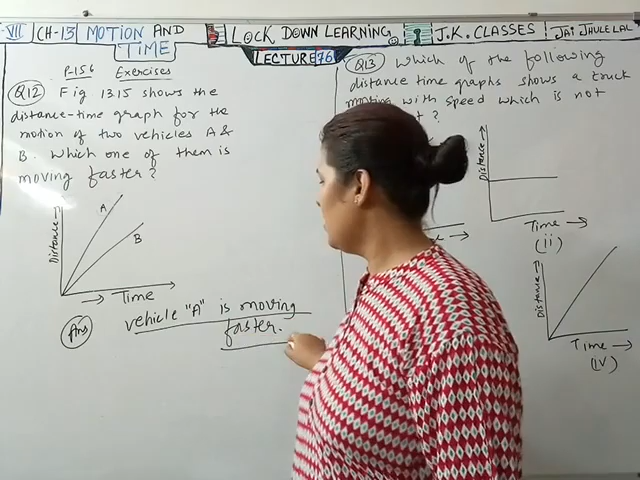 VII CH-13 MOTION AND TIME LOCK DOWN LEARNING J.K. CLASSES JAI JHULELAL
LECTURE 76
P-156 Exercises
Q12 Fig 13.15 shows the
distance-time graph for the
motion of two vehicles A &
B. Which one of them is
moving faster?
A
B
Distance →
→ Time
Ans vehicle "A" is moving
faster.
Q13 Which of the following
distance time graphs shows a truck
moving with speed which is not
?
Distance →
Time →
(ii)
Distance →
Time →
(iv)